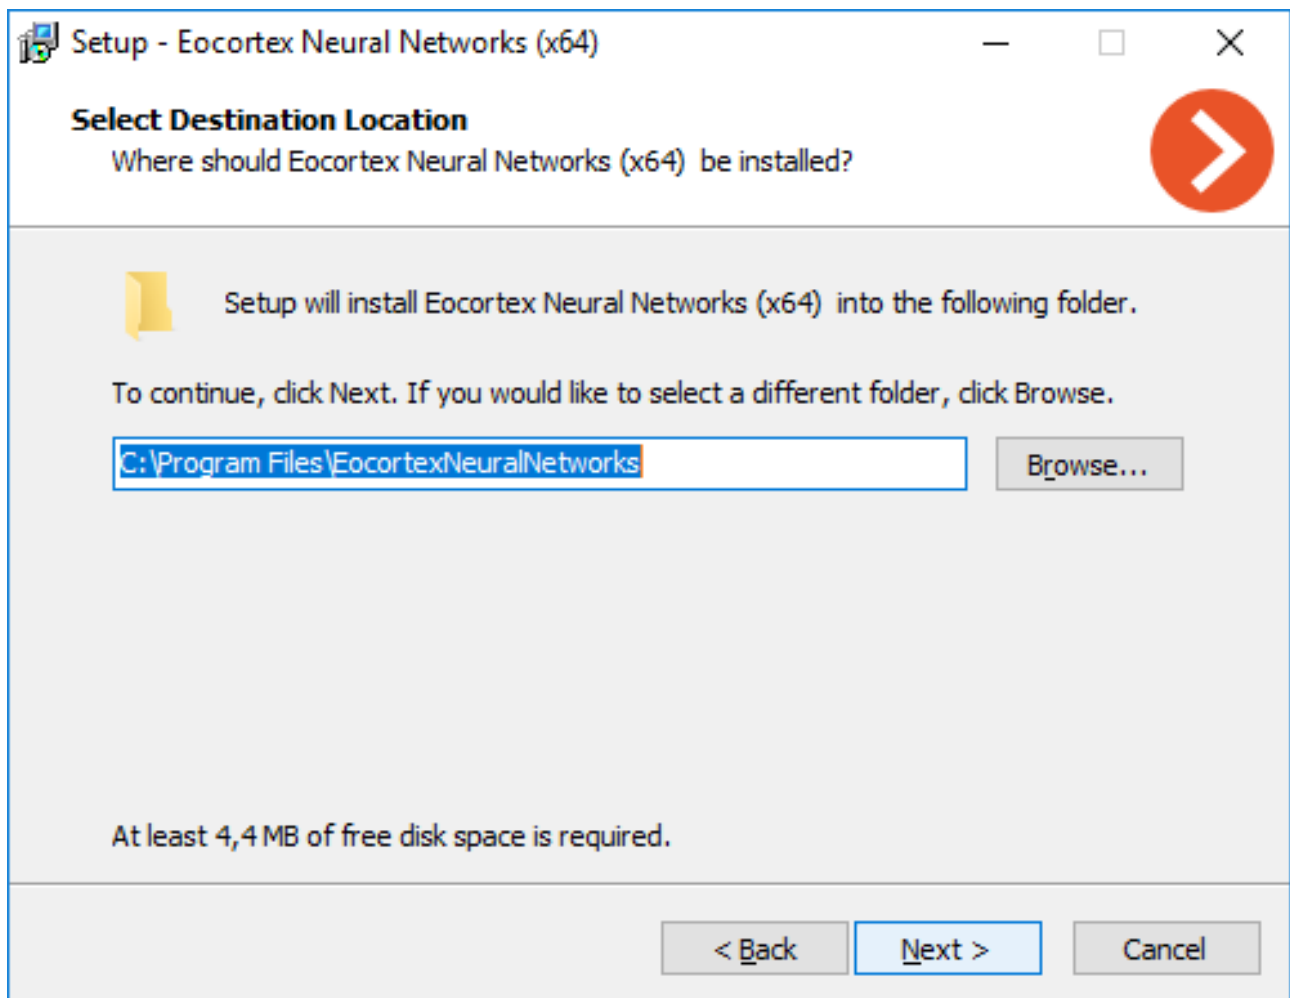 Setup - Eocortex Neural Networks (x64)
Select Destination Location
Where should Eocortex Neural Networks (x64)  be installed?
Setup will install Eocortex Neural Networks (x64)  into the following folder.
To continue, click Next. If you would like to select a different folder, click Browse.
C:\Program Files\EocortexNeuralNetworks
Browse...
At least 4,4 MB of free disk space is required.
< Back
Next >
Cancel